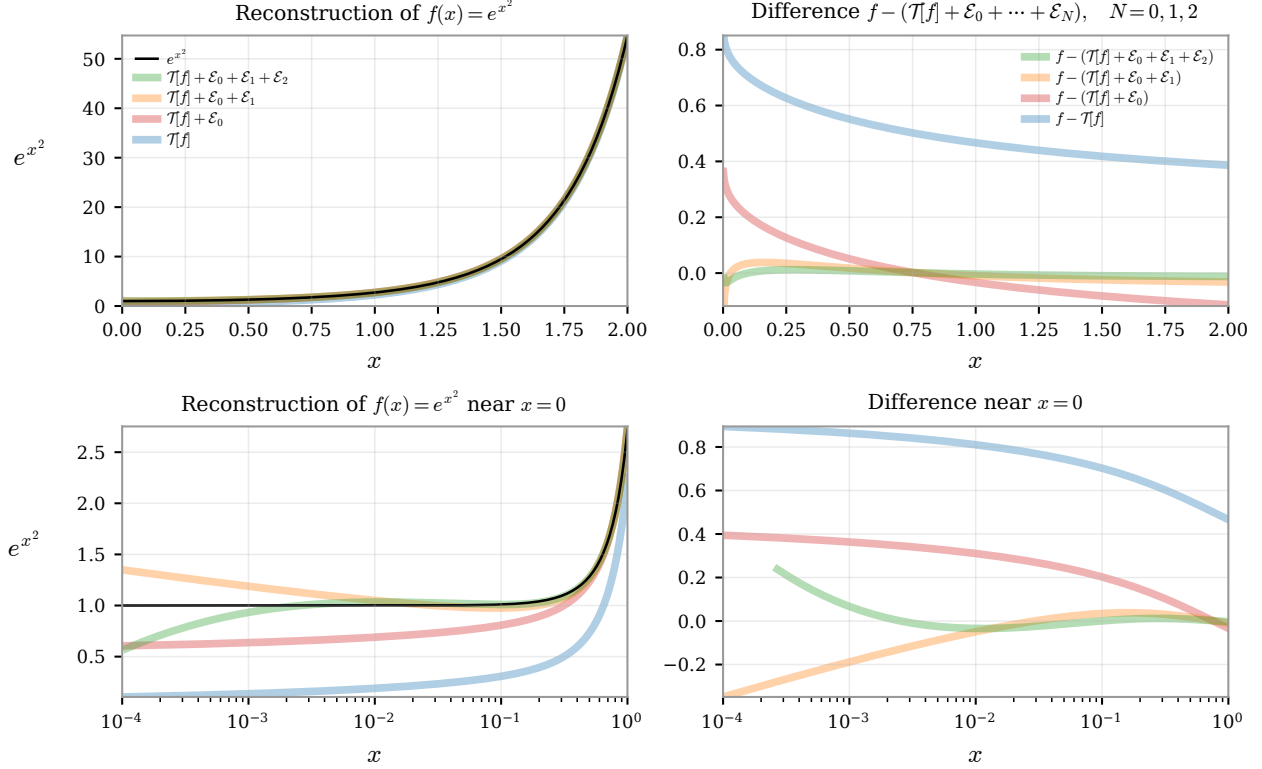 Reconstruction of f(x) = e^{x^2}
e^{x^2}
50
40
30
20
10
0
e^{x^2}
𝒯[f] + ℰ_0 + ℰ_1 + ℰ_2
𝒯[f] + ℰ_0 + ℰ_1
𝒯[f] + ℰ_0
𝒯[f]
0.00 0.25 0.50 0.75 1.00 1.25 1.50 1.75 2.00
x
Difference f − (𝒯[f] + ℰ_0 + ⋯ + ℰ_N), N = 0, 1, 2
0.8
0.6
0.4
0.2
0.0
f − (𝒯[f] + ℰ_0 + ℰ_1 + ℰ_2)
f − (𝒯[f] + ℰ_0 + ℰ_1)
f − (𝒯[f] + ℰ_0)
f − 𝒯[f]
0.00 0.25 0.50 0.75 1.00 1.25 1.50 1.75 2.00
x
Reconstruction of f(x) = e^{x^2} near x = 0
e^{x^2}
2.5
2.0
1.5
1.0
0.5
10^{−4} 10^{−3} 10^{−2} 10^{−1} 10^0
x
Difference near x = 0
0.8
0.6
0.4
0.2
0.0
−0.2
10^{−4} 10^{−3} 10^{−2} 10^{−1} 10^0
x